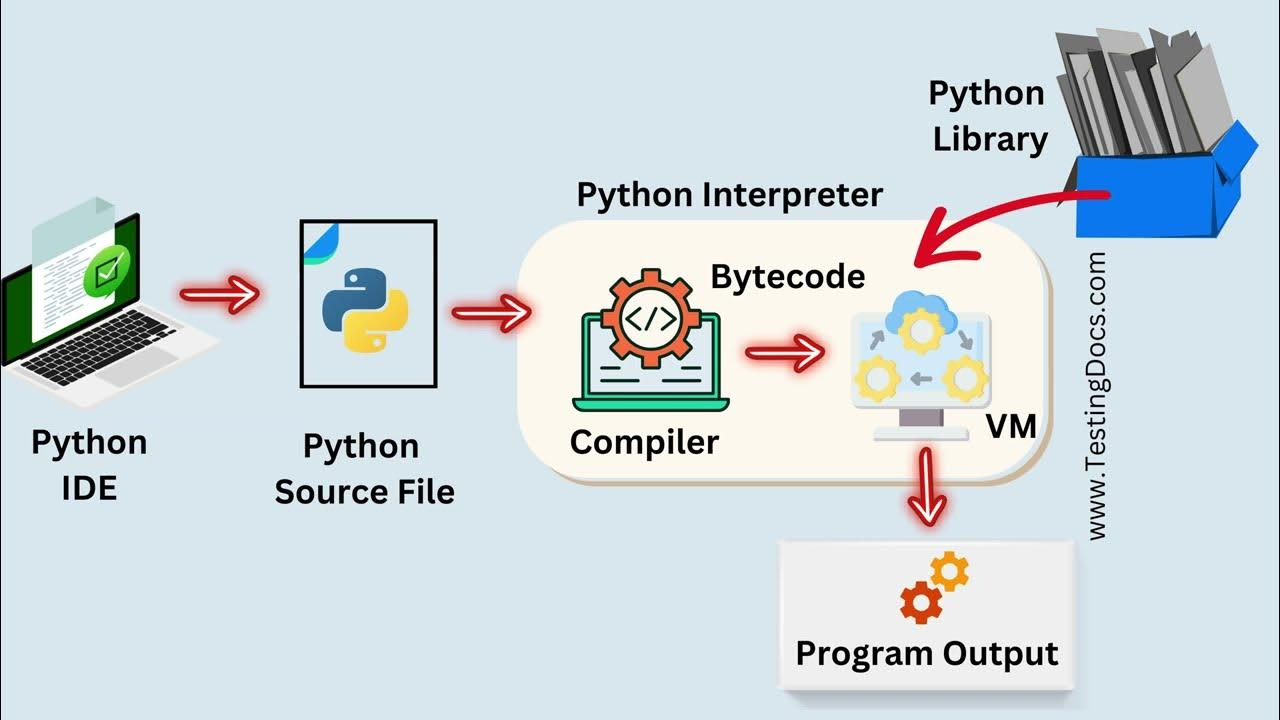 Python
Library
Python Interpreter
Bytecode
</>
Compiler
VM
Python
IDE
Python
Source File
www.TestingDocs.com
Program Output